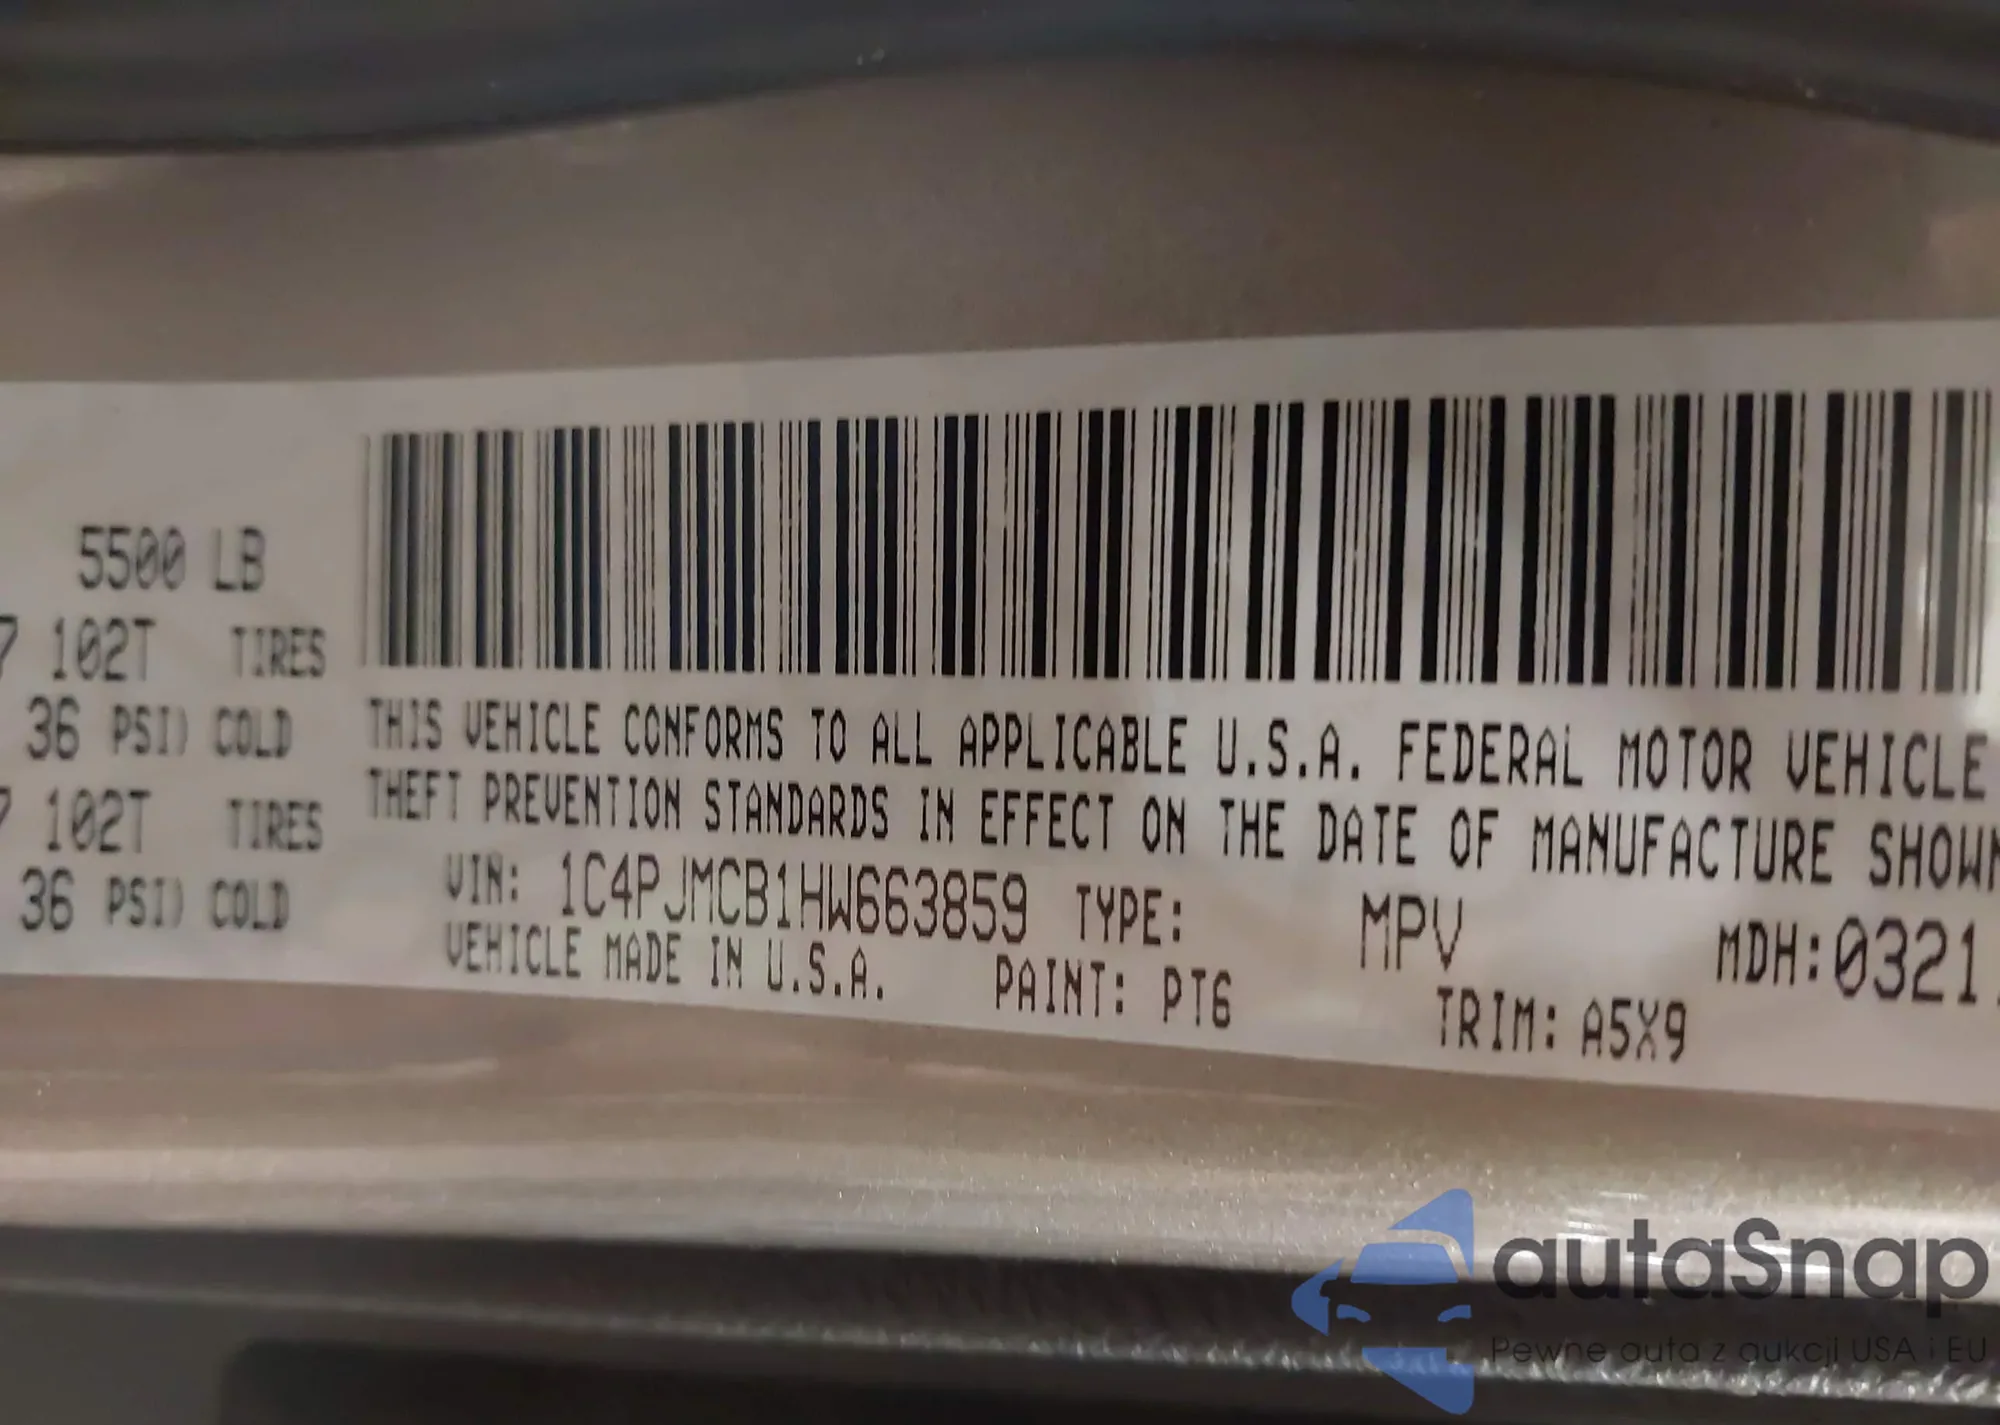 5500 LB
102T TIRES
36 PSI) COLD
102T TIRES
36 PSI) COLD
THIS VEHICLE CONFORMS TO ALL APPLICABLE U.S.A. FEDERAL MOTOR VEHICLE
THEFT PREVENTION STANDARDS IN EFFECT ON THE DATE OF MANUFACTURE SHOWN
VIN: 1C4PJMCB1HW663859 TYPE: MPV MDH:0321
VEHICLE MADE IN U.S.A. PAINT: PT6 TRIM: A5X9
autaSnap
Pewne auta z aukcji USA i EU